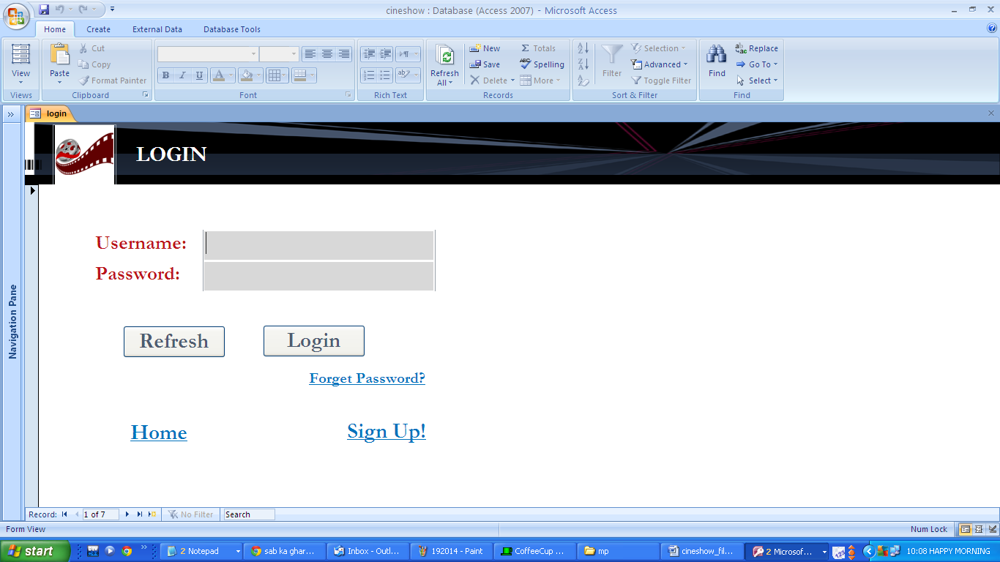 cineshow : Database (Access 2007) - Microsoft Access
Home Create External Data Database Tools
View
Views
Paste
Cut
Copy
Format Painter
Clipboard
B I U A
Font
Rich Text
Refresh All
New
Save
Delete
Totals
Spelling
More
Records
Filter
Selection
Advanced
Toggle Filter
Sort & Filter
Find
Replace
Go To
Select
Find
login
LOGIN
Navigation Pane
Username:
Password:
Refresh Login
Forget Password?
Home Sign Up!
Record: 1 of 7 No Filter Search
Form View Num Lock
start 2 Notepad sab ka ghar... Inbox - Outl... 192014 - Paint CoffeeCup ... mp cineshow_fil... 2 Microsof... 10:08 HAPPY MORNING